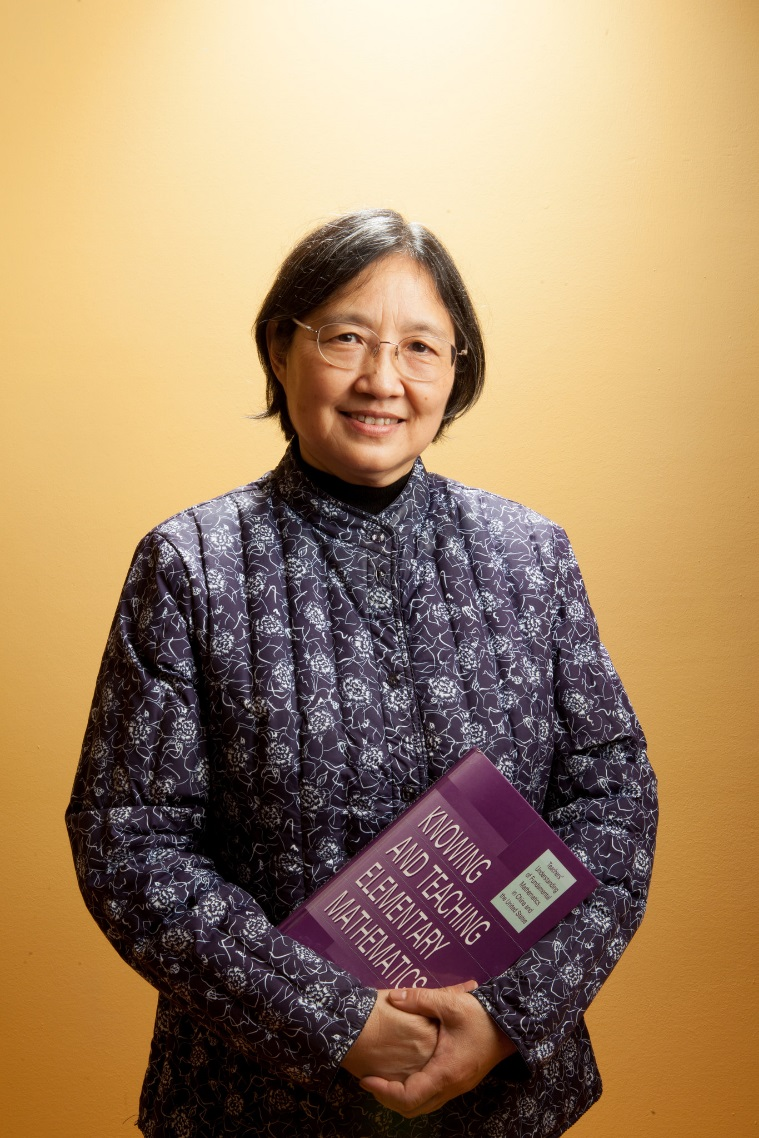 KNOWING
AND TEACHING
ELEMENTARY
MATHEMATICS
Teachers'
Understanding
of Fundamental
Mathematics
in China and
the United States